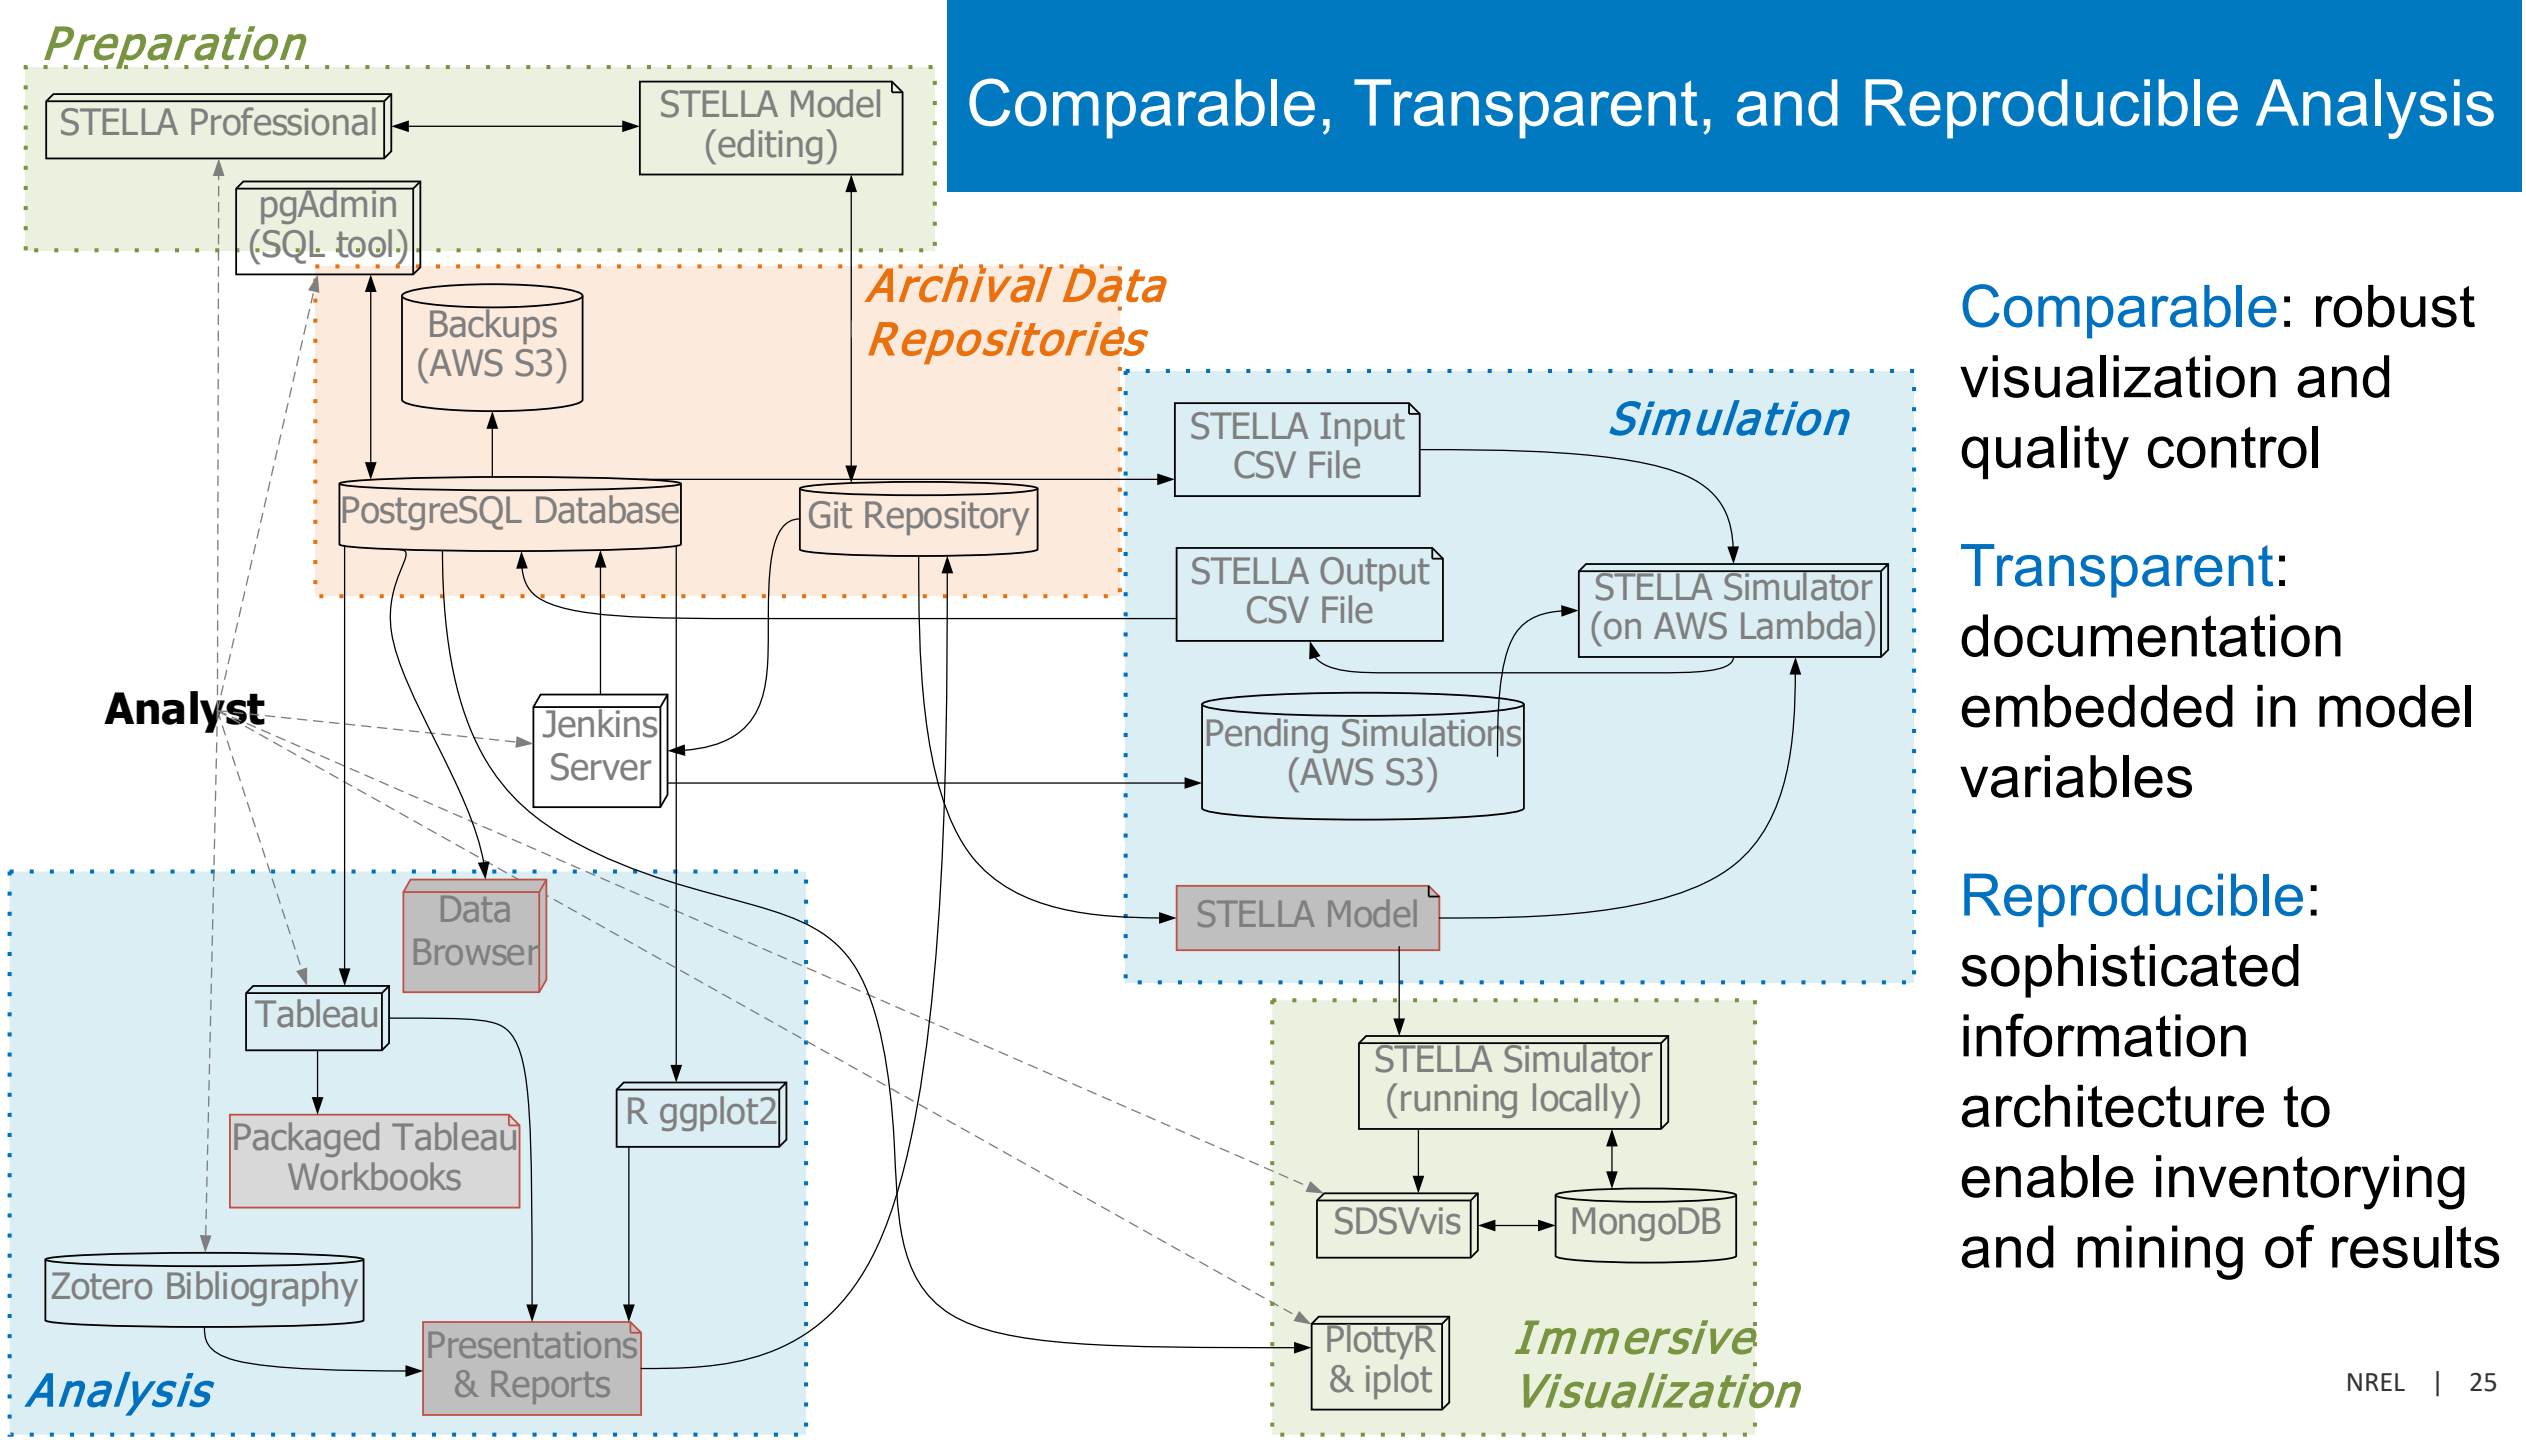 Preparation
Comparable, Transparent, and Reproducible Analysis
STELLA Professional
STELLA Model
(editing)
pgAdmin
(SQL tool)
Archival Data
Repositories
Backups
(AWS S3)
PostgreSQL Database
Git Repository
Simulation
STELLA Input
CSV File
STELLA Output
CSV File
STELLA Simulator
(on AWS Lambda)
Pending Simulations
(AWS S3)
STELLA Model
Analyst
Jenkins
Server
Data
Browser
Tableau
Packaged Tableau
Workbooks
R ggplot2
Zotero Bibliography
Presentations
& Reports
Analysis
STELLA Simulator
(running locally)
SDSVvis
MongoDB
PlottyR
& iplot
Immersive
Visualization
Comparable: robust
visualization and
quality control
Transparent:
documentation
embedded in model
variables
Reproducible:
sophisticated
information
architecture to
enable inventorying
and mining of results
NREL | 25